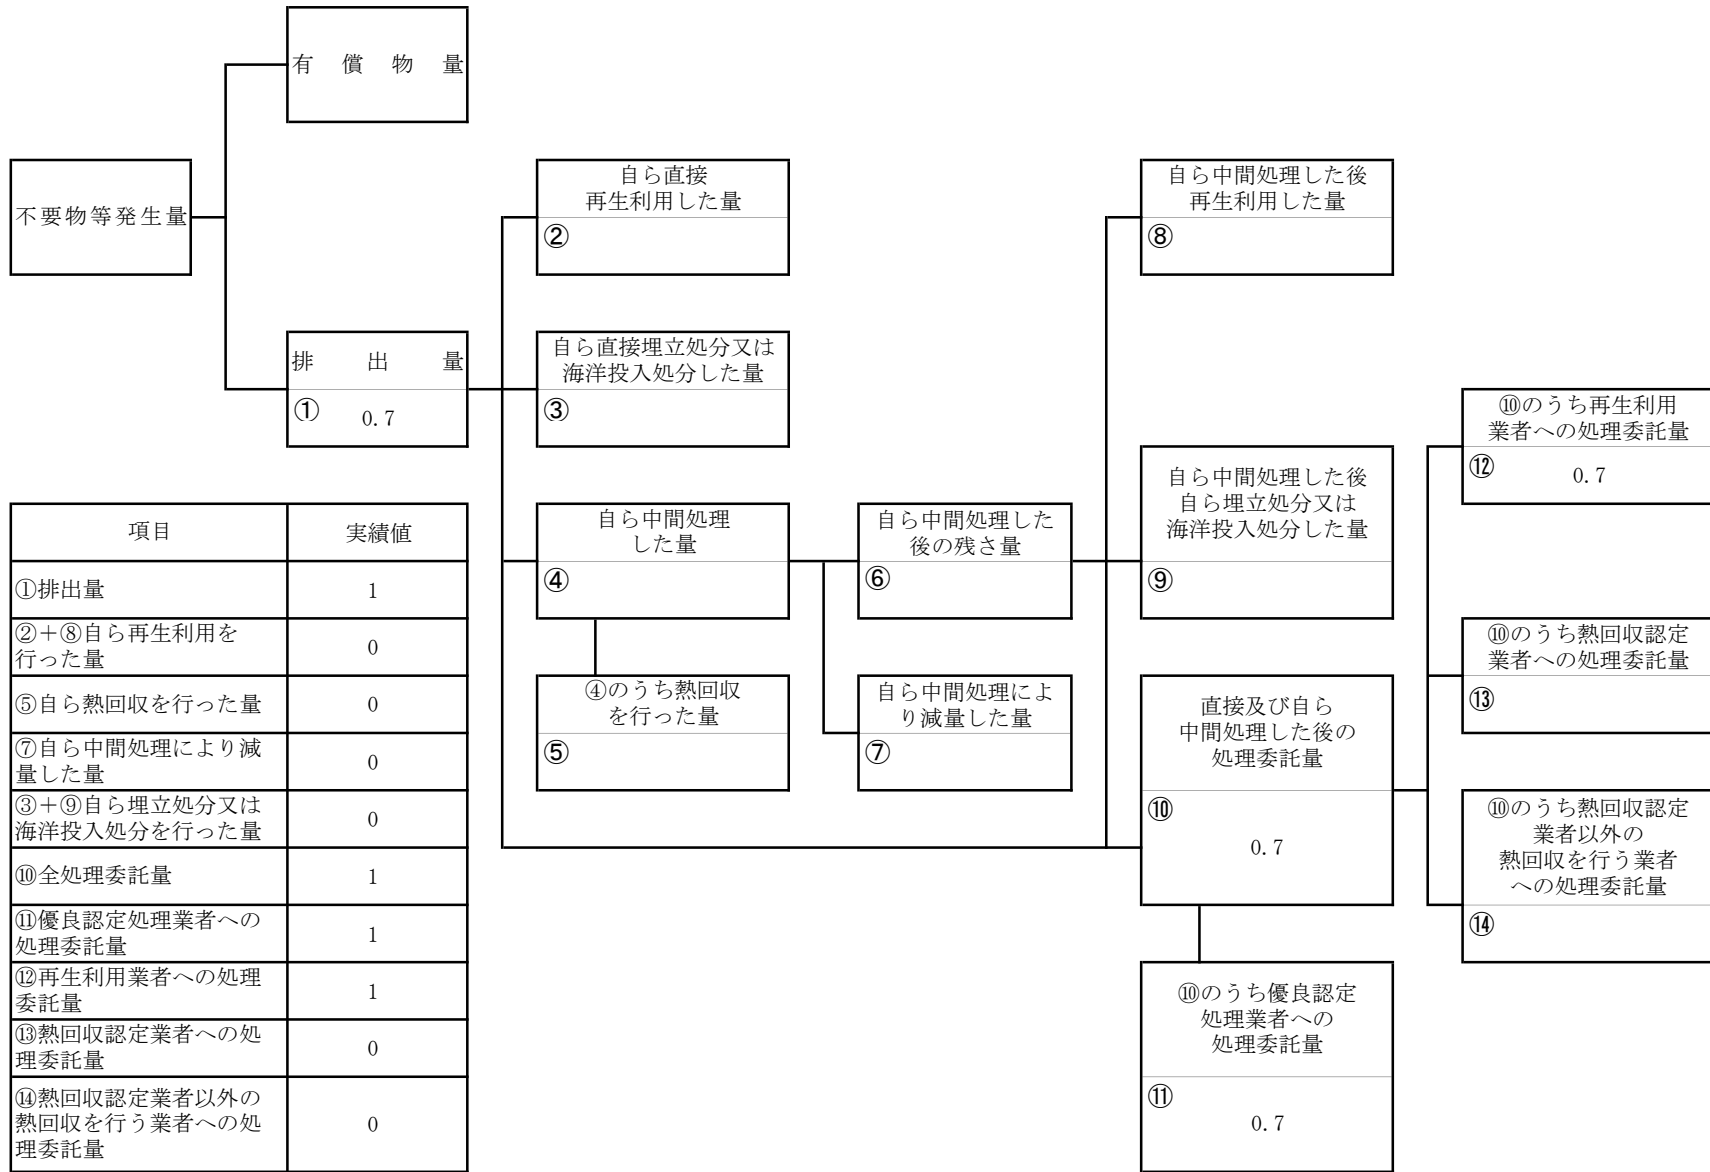 有償物量
不要物等発生量
排出量
① 0.7
自ら直接
再生利用した量
②
自ら直接埋立処分又は
海洋投入処分した量
③
自ら中間処理
した量
④
④のうち熱回収
を行った量
⑤
自ら中間処理した
後の残さ量
⑥
自ら中間処理によ
り減量した量
⑦
自ら中間処理した後
再生利用した量
⑧
自ら中間処理した後
自ら埋立処分又は
海洋投入処分した量
⑨
直接及び自ら
中間処理した後の
処理委託量
⑩
0.7
⑩のうち優良認定
処理業者への
処理委託量
⑪
0.7
⑩のうち再生利用
業者への処理委託量
⑫ 0.7
⑩のうち熱回収認定
業者への処理委託量
⑬
⑩のうち熱回収認定
業者以外の
熱回収を行う業者
への処理委託量
⑭
項目 実績値
①排出量 1
②+⑧自ら再生利用を
行った量 0
⑤自ら熱回収を行った量 0
⑦自ら中間処理により減
量した量 0
③+⑨自ら埋立処分又は
海洋投入処分を行った量 0
⑩全処理委託量 1
⑪優良認定処理業者への
処理委託量 1
⑫再生利用業者への処理
委託量 1
⑬熱回収認定業者への処
理委託量 0
⑭熱回収認定業者以外の
熱回収を行う業者への処
理委託量 0